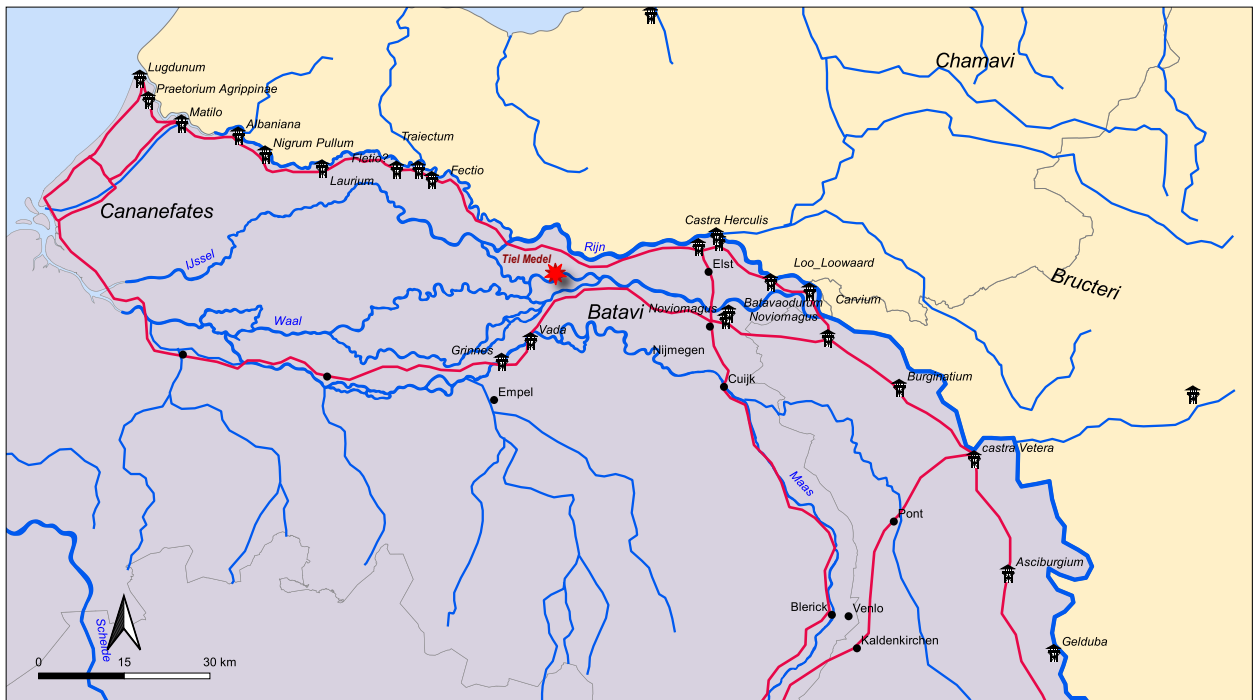 Chamavi
Lugdunum
Praetorium Agrippinae
Matilo
Albaniana
Nigrum Pullum
Traiectum
Fletio?
Fectio
Laurium
Cananefates
Castra Herculis
Rijn
IJssel
Tiel Medel
Elst
Loo_Loowaard
Bructeri
Carvium
Batavi
Noviomagus
Batavaodurum
Noviomagus
Waal
Vada
Grinnes
Nijmegen
Cuijk
Burginatium
Empel
castra Vetera
Maas
Pont
Asciburgium
Blerick
Venlo
Schelde
Kaldenkirchen
Gelduba
0 15 30 km